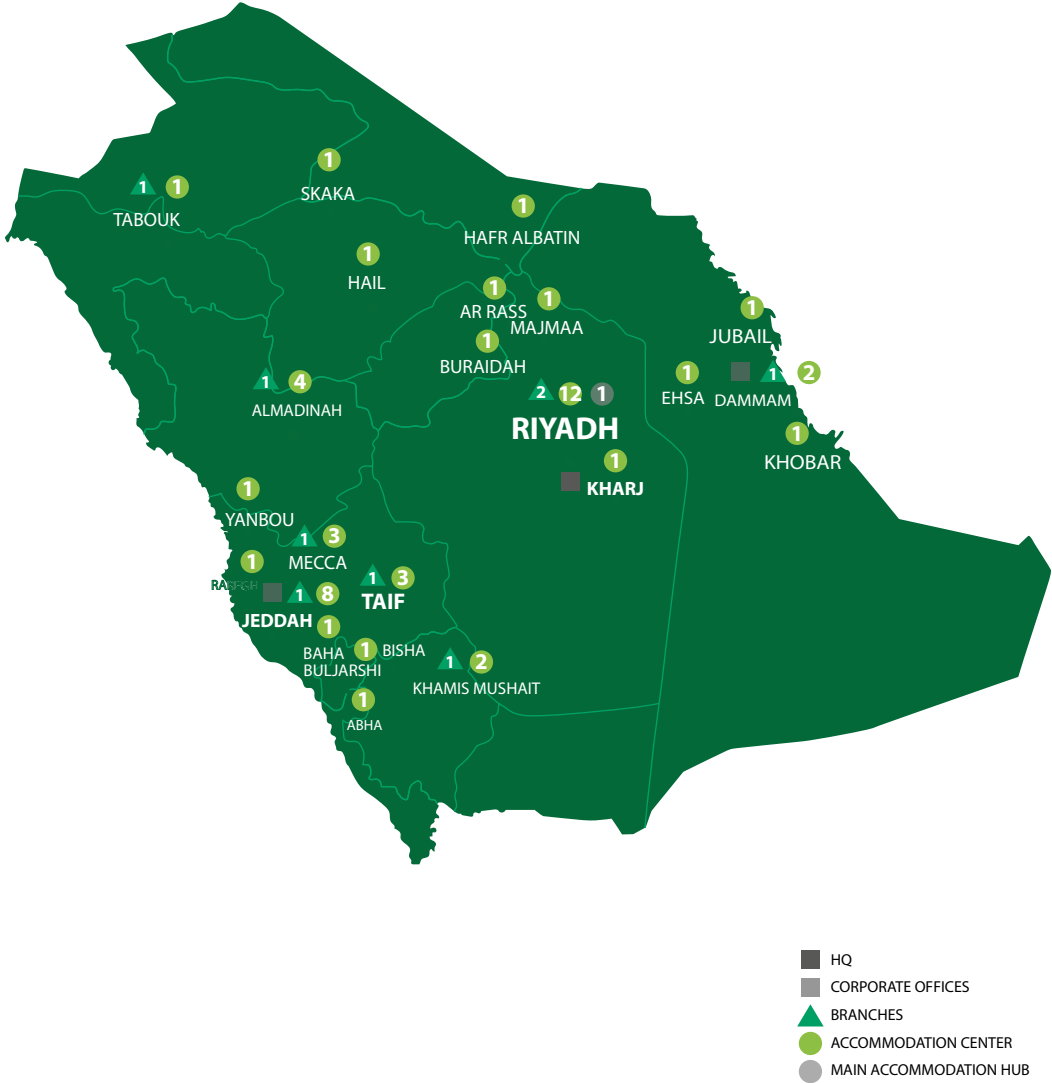 1
SKAKA
1 1
TABOUK
1
HAFR ALBATIN
1
HAIL
1
AR RASS
1
MAJMAA
1
JUBAIL
1
BURAIDAH
1 4
ALMADINAH
2 12 1
RIYADH
1
EHSA
1 2
DAMMAM
1
KHOBAR
1
KHARJ
1
YANBOU
1 3
MECCA
1
1 3
TAIF
1 8
JEDDAH
1
BAHA
BULJARSHI
1
BISHA
1 2
KHAMIS MUSHAIT
1
ABHA
HQ
CORPORATE OFFICES
BRANCHES
ACCOMMODATION CENTER
MAIN ACCOMMODATION HUB